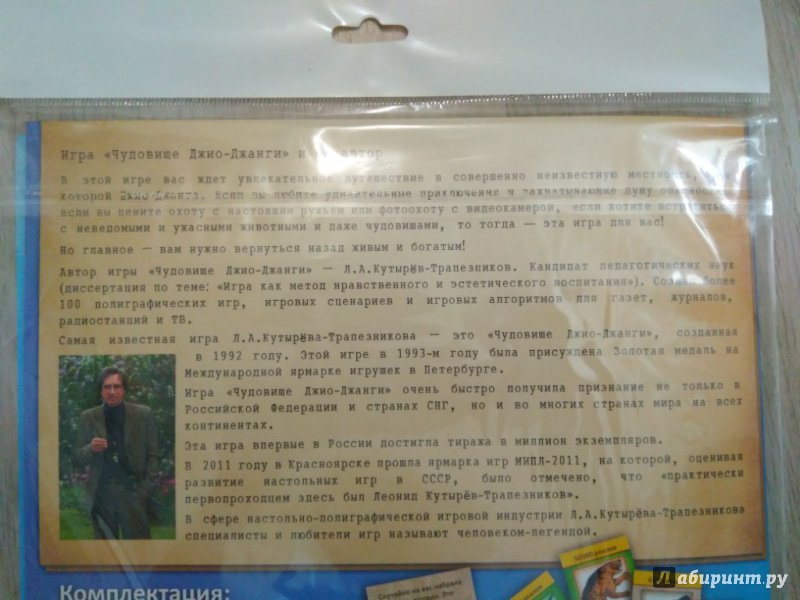 Игра «Чудовище Джио-Джанги» и автор
В этой игре вас ждет увлекательное путешествие в совершенно неизвестную местность,
которой Джио-Джанга. Если вы любите удивительные приключения и захватывающие душу
если вы цените охоту с настоящим ружьем или фотоохоту с видеокамерой, если хотите встретиться
с неведомыми и ужасными животными и даже чудовищами, то тогда — эта игра для вас!
Но главное — вам нужно вернуться назад живым и богатым!
Автор игры «Чудовище Джио-Джанги» — Л.А.Кутырёв-Трапезников. Кандидат педагогических наук
(диссертация по теме: «Игра как метод нравственного и эстетического воспитания»). Создал более
100 полиграфических игр, игровых сценариев и игровых алгоритмов для газет, журналов,
радиостанций и ТВ.
Самая известная игра Л.А.Кутырёва-Трапезникова — это «Чудовище Джио-Джанги», созданная
в 1992 году. Этой игре в 1993-м году была присуждена Золотая медаль на
Международной ярмарке игрушек в Петербурге.
Игра «Чудовище Джио-Джанги» очень быстро получила признание не только в
Российской Федерации и странах СНГ, но и во многих странах мира на всех
континентах.
Эта игра впервые в России достигла тиража в миллион экземпляров.
В 2011 году в Красноярске прошла ярмарка игр МИПЛ-2011, на которой, оценивая
развитие настольных игр в СССР, было отмечено, что «практически
первопроходцем здесь был Леонид Кутырёв-Трапезников».
В сфере настольно-полиграфической игровой индустрии Л.А.Кутырёва-Трапезникова
специалисты и любители игр называют человеком-легендой.
Комплектация:
Случайно на вас набрела
Это
50000 реалов
Лабиринт.ру